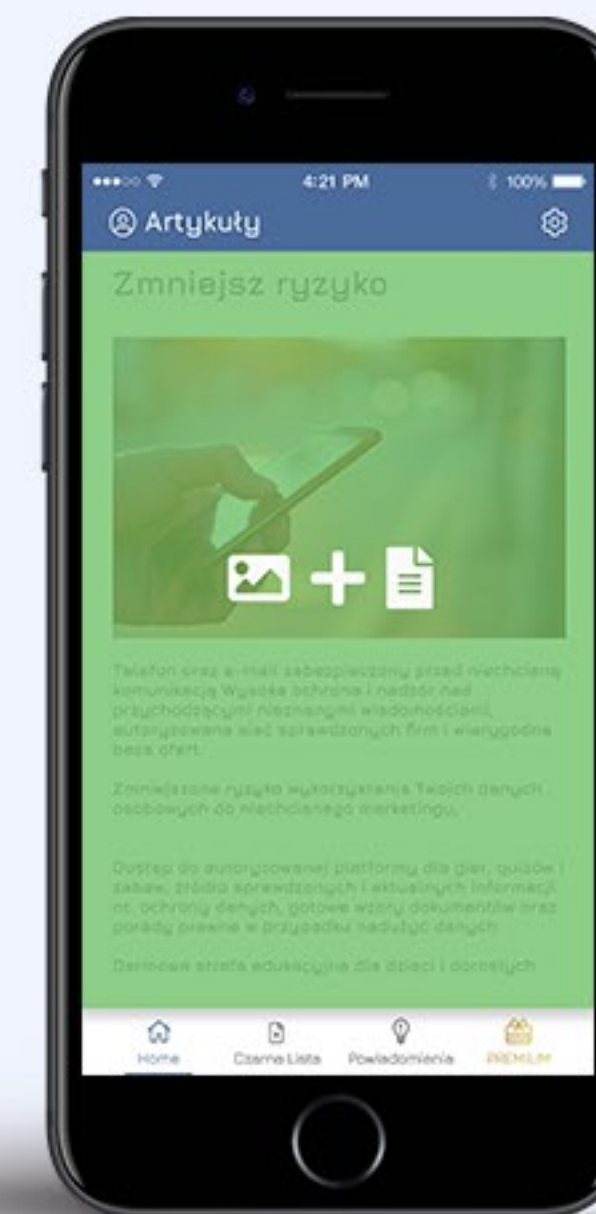 4:21 PM
100%
Artykuły
Zmniejsz ryzyko
Telefon oraz e-mail zabezpieczony przed niechcianą
komunikacją Wysoka ochrona i nadzór nad
przychodzącymi nieznanymi wiadomościami,
autoryzowana sieć sprawdzonych firm i wiarygodna
baza ofert.
Zmniejszone ryzyko wykorzystania Twoich danych
osobowych do niechcianego marketingu,
Dostęp do autoryzowanej platformy dla gier, quizów i
zabaw, źródło sprawdzonych i aktualnych informacji
nt. ochrony danych, gotowe wzory dokumentów oraz
porady prawne w przypadku nadużyć danych
Darmowa strefa edukacyjna dla dzieci i dorosłych
Home
Czarna Lista
Powiadomienia
PREMIUM